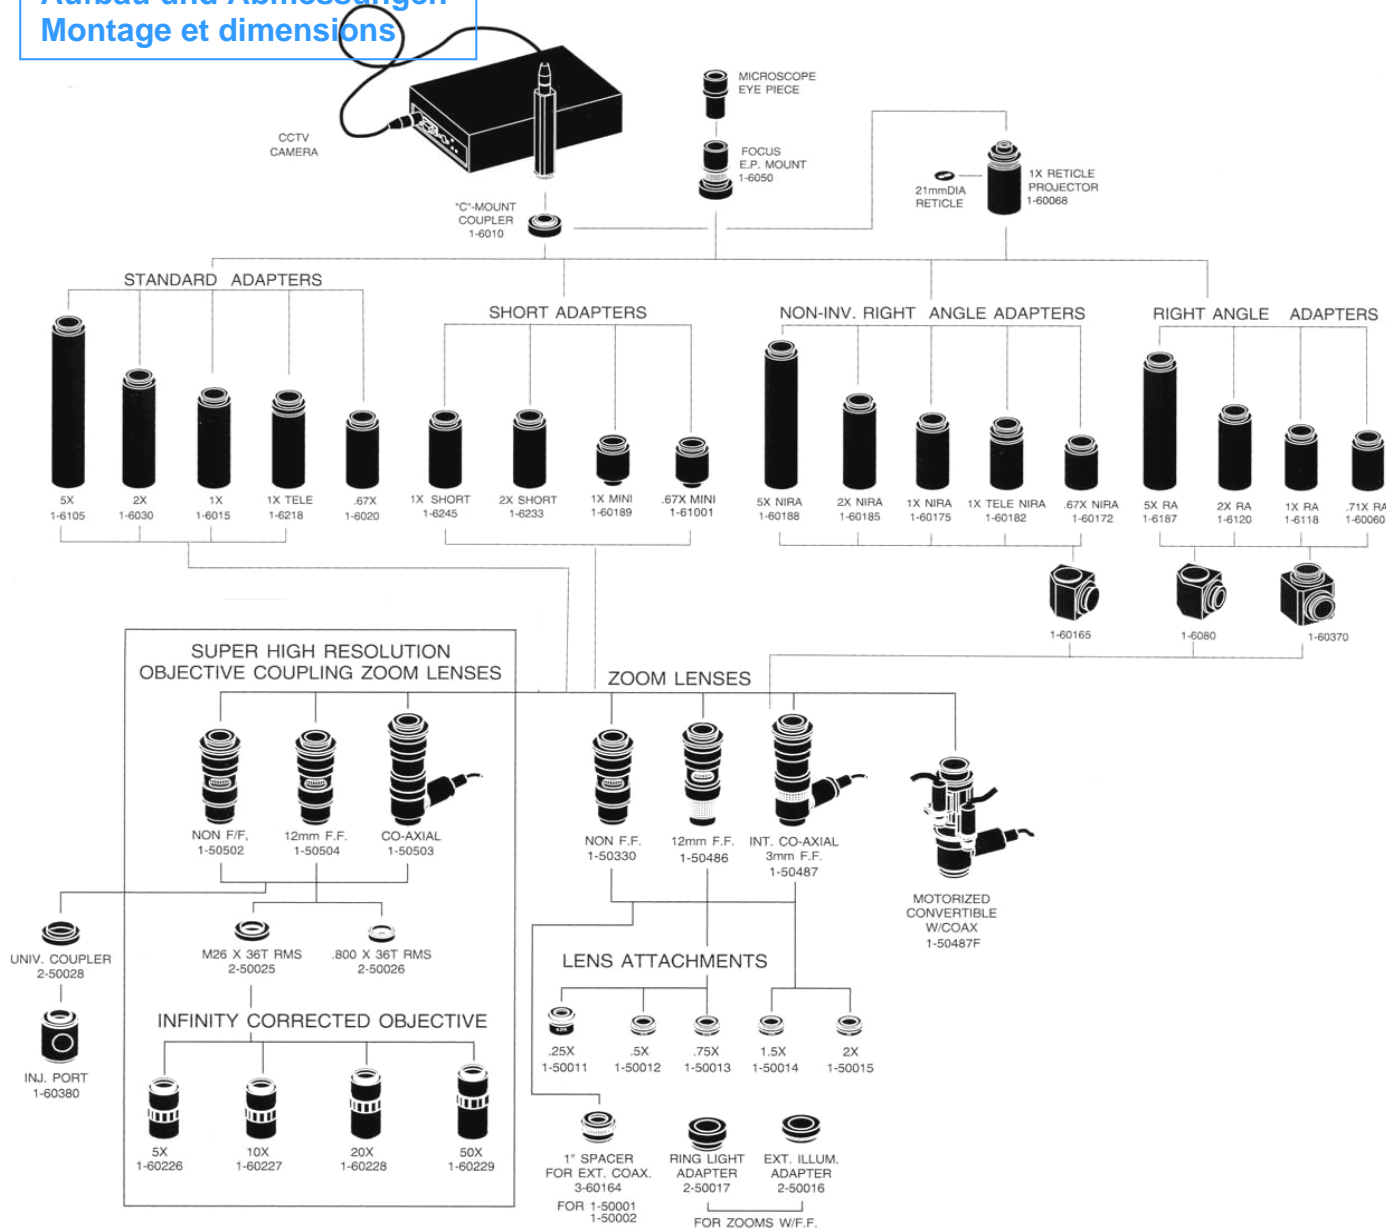 Aufbau und Abmessungen
Montage et dimensions
CCTV
CAMERA
MICROSCOPE
EYE PIECE
FOCUS
E.P. MOUNT
1-6050
"C"-MOUNT
COUPLER
1-6010
21mmDIA
RETICLE
1X RETICLE
PROJECTOR
1-60068
STANDARD ADAPTERS
SHORT ADAPTERS
NON-INV. RIGHT ANGLE ADAPTERS
RIGHT ANGLE ADAPTERS
5X
1-6105
2X
1-6030
1X
1-6015
1X TELE
1-6218
.67X
1-6020
1X SHORT
1-6245
2X SHORT
1-6233
1X MINI
1-60189
.67X MINI
1-61001
5X NIRA
1-60188
2X NIRA
1-60185
1X NIRA
1-60175
1X TELE NIRA
1-60182
.67X NIRA
1-60172
5X RA
1-6187
2X RA
1-6120
1X RA
1-6118
.71X RA
1-60060
1-60165
1-6080
1-60370
SUPER HIGH RESOLUTION
OBJECTIVE COUPLING ZOOM LENSES
ZOOM LENSES
NON F/F,
1-50502
12mm F.F.
1-50504
CO-AXIAL
1-50503
NON F.F.
1-50330
12mm F.F.
1-50486
INT. CO-AXIAL
3mm F.F.
1-50487
MOTORIZED
CONVERTIBLE
W/COAX
1-50487F
UNIV. COUPLER
2-50028
M26 X 36T RMS
2-50025
.800 X 36T RMS
2-50026
LENS ATTACHMENTS
INFINITY CORRECTED OBJECTIVE
INJ. PORT
1-60380
.25X
1-50011
.5X
1-50012
.75X
1-50013
1.5X
1-50014
2X
1-50015
5X
1-60226
10X
1-60227
20X
1-60228
50X
1-60229
1" SPACER
FOR EXT. COAX.
3-60164
FOR 1-50001
1-50002
RING LIGHT
ADAPTER
2-50017
EXT. ILLUM.
ADAPTER
2-50016
FOR ZOOMS W/F.F.